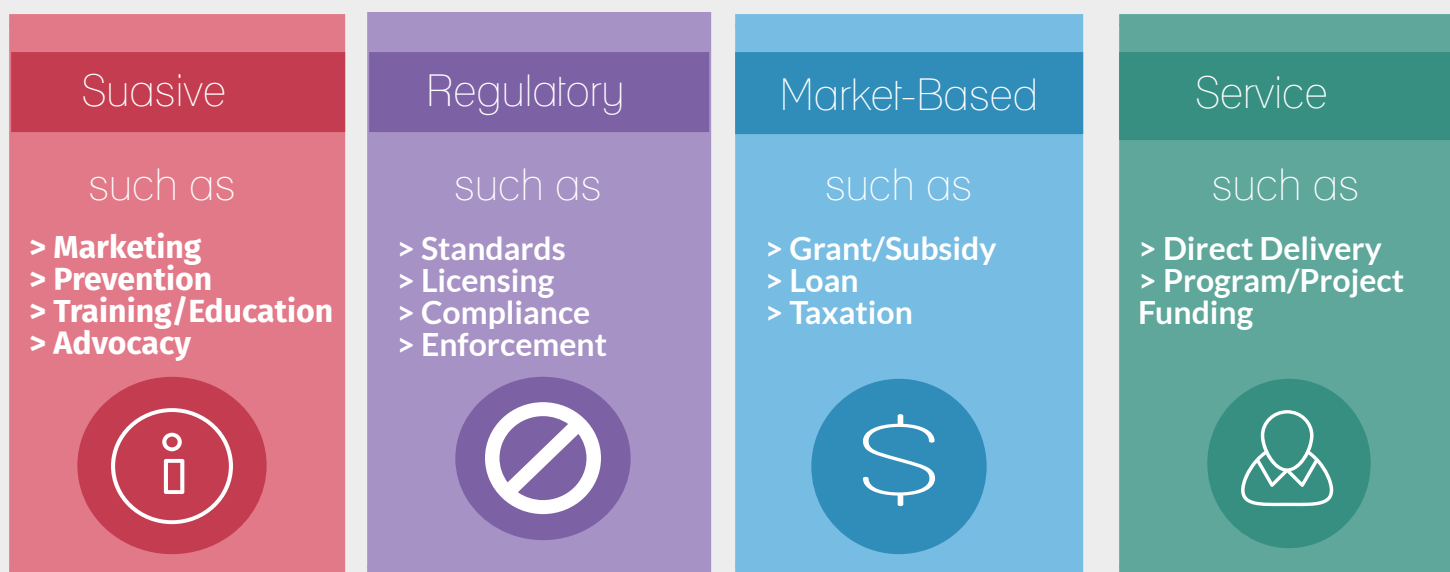 Suasive
such as
> Marketing
> Prevention
> Training/Education
> Advocacy
Regulatory
such as
> Standards
> Licensing
> Compliance
> Enforcement
Market-Based
such as
> Grant/Subsidy
> Loan
> Taxation
$
Service
such as
> Direct Delivery
> Program/Project
Funding